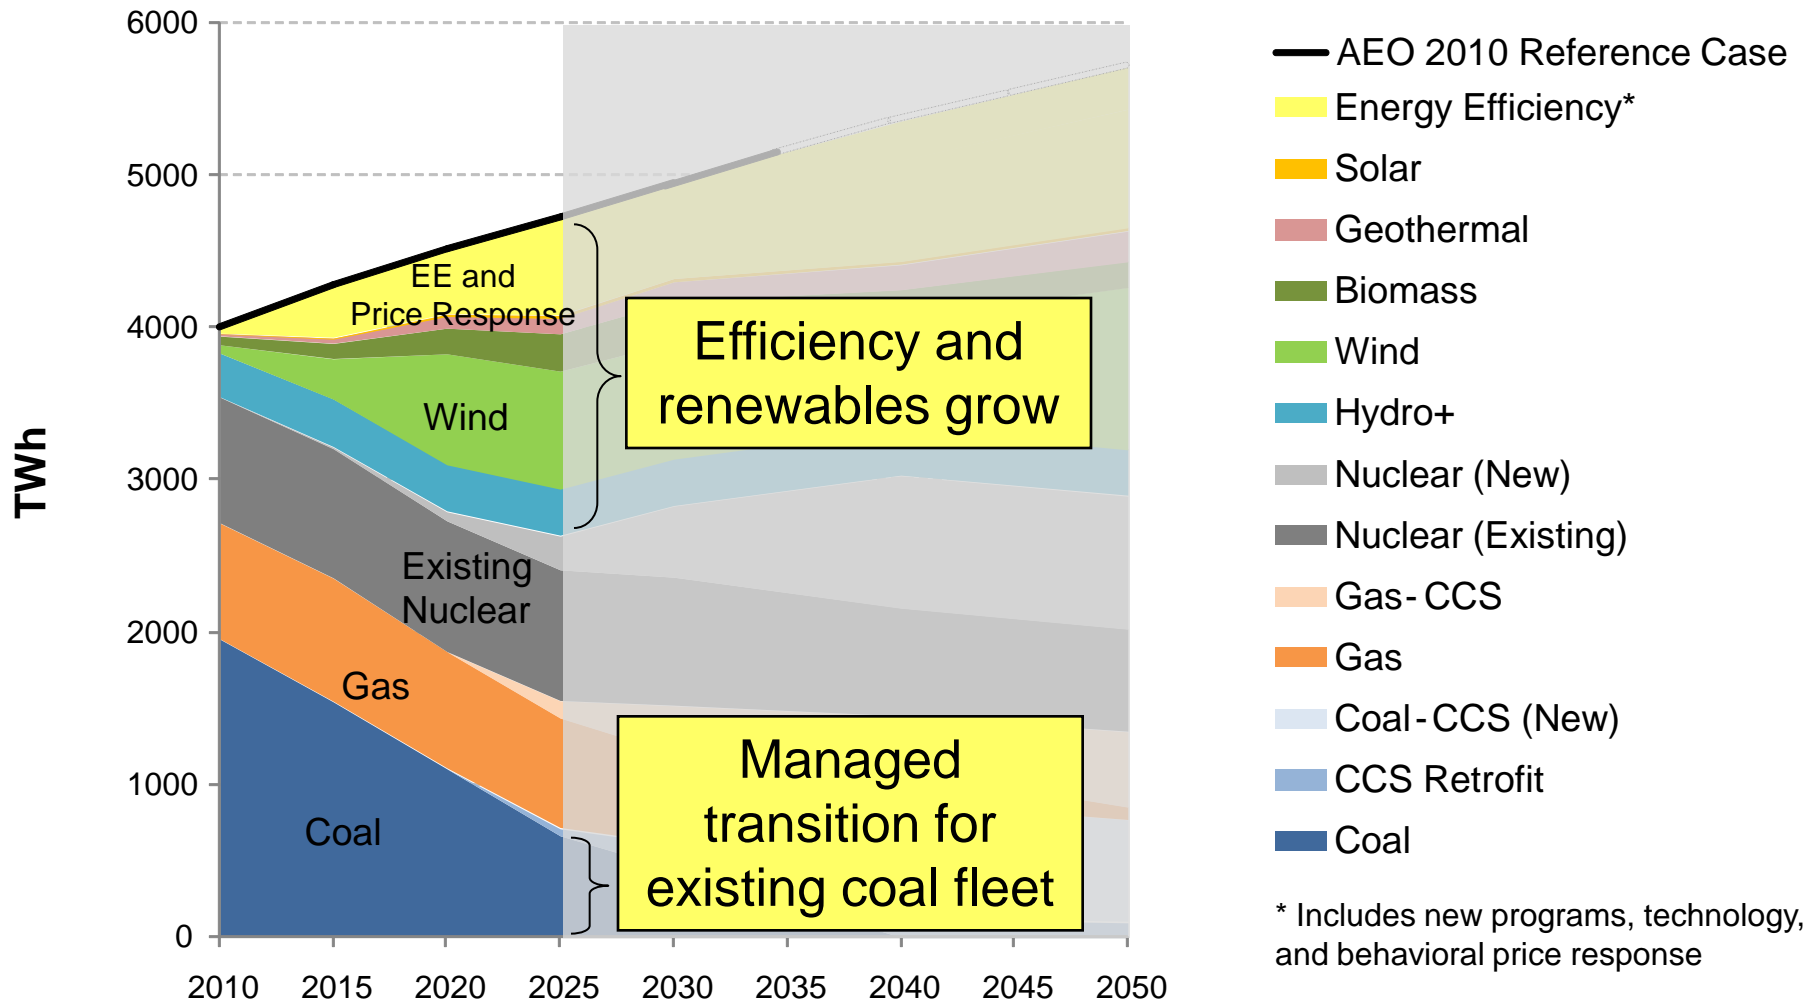 6000
5000
4000
3000
2000
1000
0
TWh
2010
2015
2020
2025
2030
2035
2040
2045
2050
EE and
Price Response
Wind
Existing
Nuclear
Gas
Coal
Efficiency and
renewables grow
Managed
transition for
existing coal fleet
AEO 2010 Reference Case
Energy Efficiency*
Solar
Geothermal
Biomass
Wind
Hydro+
Nuclear (New)
Nuclear (Existing)
Gas-CCS
Gas
Coal-CCS (New)
CCS Retrofit
Coal
* Includes new programs, technology,
and behavioral price response